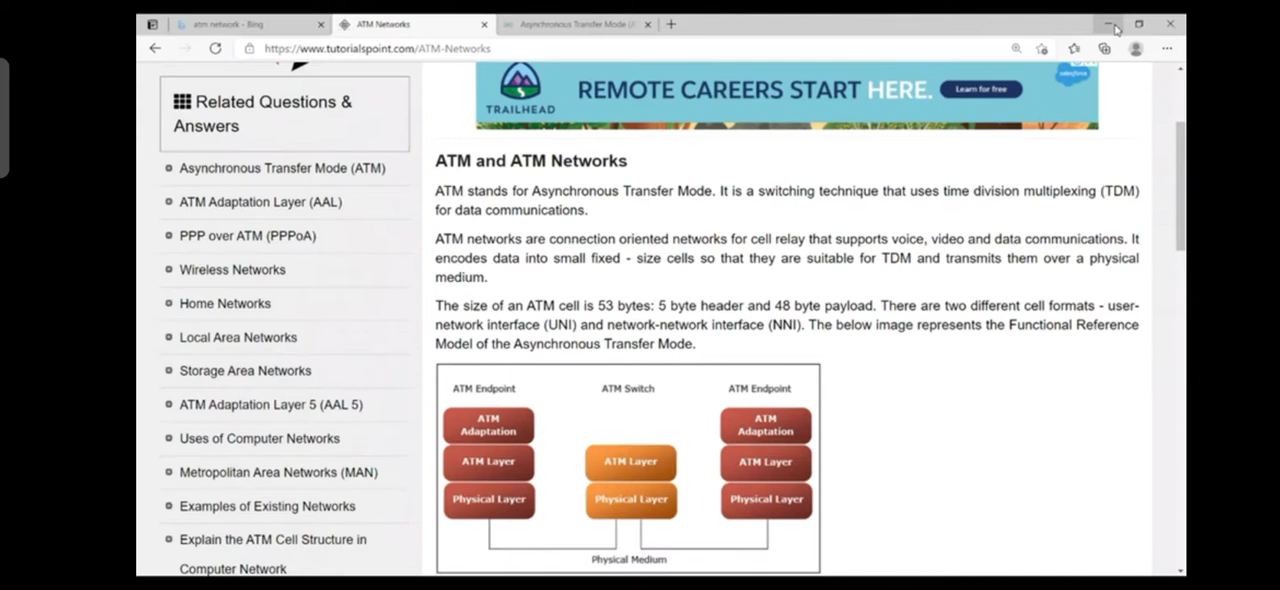 atm network - Bing
ATM Networks
Asynchronous Transfer Mode (
https://www.tutorialspoint.com/ATM-Networks
TRAILHEAD
REMOTE CAREERS START HERE.
Learn for free
salesforce
Related Questions &
Answers
Asynchronous Transfer Mode (ATM)
ATM Adaptation Layer (AAL)
PPP over ATM (PPPoA)
Wireless Networks
Home Networks
Local Area Networks
Storage Area Networks
ATM Adaptation Layer 5 (AAL 5)
Uses of Computer Networks
Metropolitan Area Networks (MAN)
Examples of Existing Networks
Explain the ATM Cell Structure in
Computer Network
ATM and ATM Networks
ATM stands for Asynchronous Transfer Mode. It is a switching technique that uses time division multiplexing (TDM)
for data communications.
ATM networks are connection oriented networks for cell relay that supports voice, video and data communications. It
encodes data into small fixed - size cells so that they are suitable for TDM and transmits them over a physical
medium.
The size of an ATM cell is 53 bytes: 5 byte header and 48 byte payload. There are two different cell formats - user-
network interface (UNI) and network-network interface (NNI). The below image represents the Functional Reference
Model of the Asynchronous Transfer Mode.
ATM Endpoint
ATM Switch
ATM Endpoint
ATM
Adaptation
ATM
Adaptation
ATM Layer
ATM Layer
ATM Layer
Physical Layer
Physical Layer
Physical Layer
Physical Medium